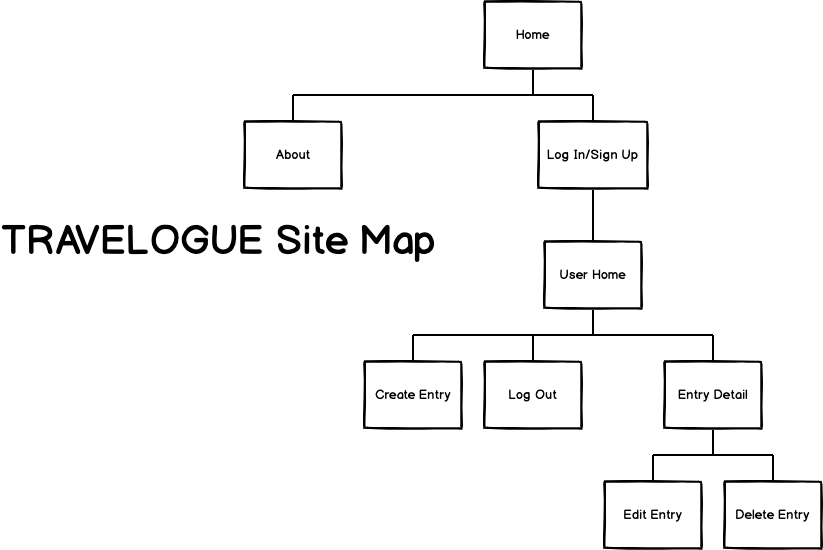 Home
About
Log In/Sign Up
TRAVELOGUE Site Map
User Home
Create Entry
Log Out
Entry Detail
Edit Entry
Delete Entry